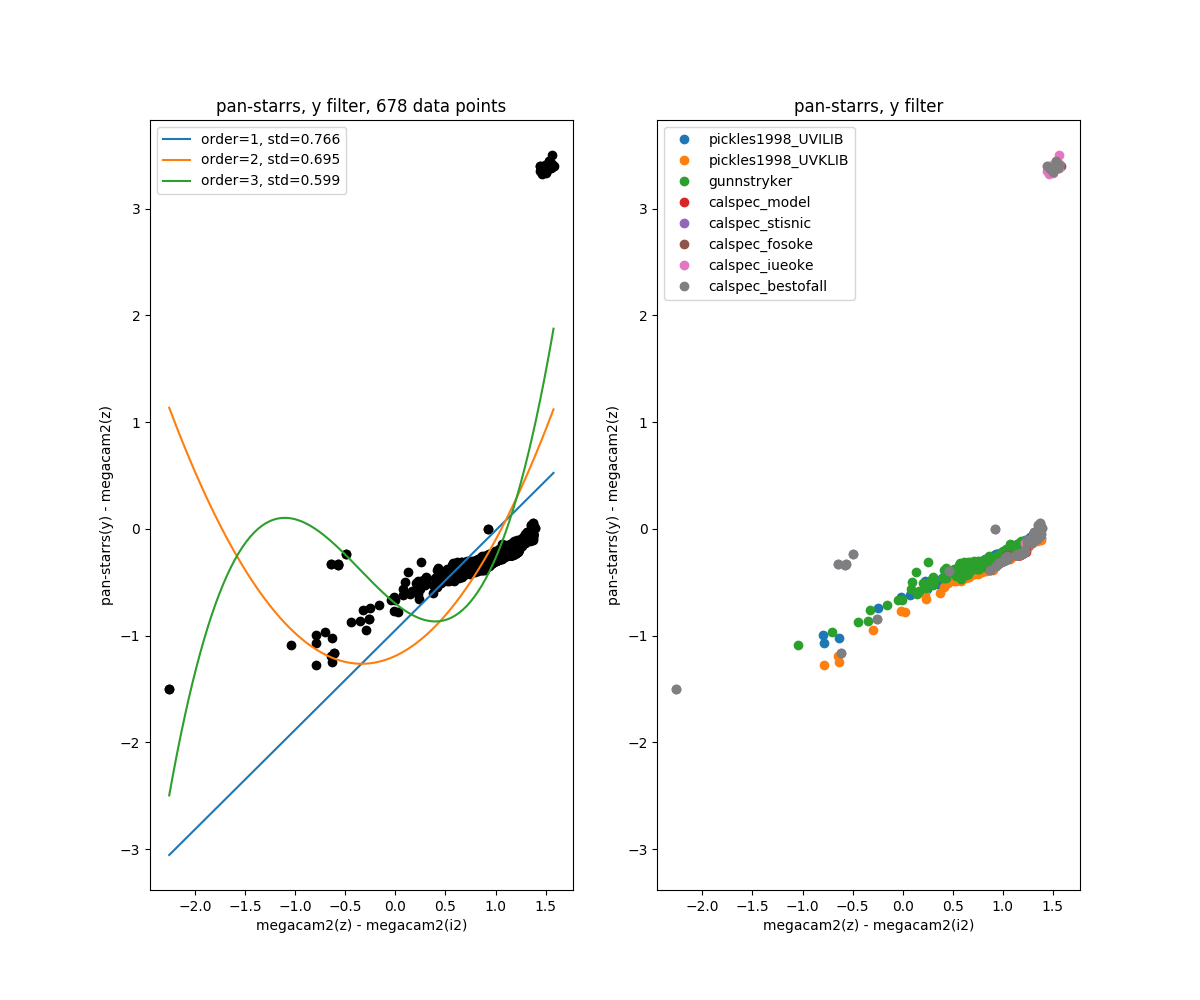 pan-starrs, y filter, 678 data points
order=1, std=0.766
order=2, std=0.695
order=3, std=0.599
3
2
1
0
−1
−2
−3
pan-starrs(y) - megacam2(z)
−2.0 −1.5 −1.0 −0.5 0.0 0.5 1.0 1.5
megacam2(z) - megacam2(i2)
pan-starrs, y filter
pickles1998_UVILIB
pickles1998_UVKLIB
gunnstryker
calspec_model
calspec_stisnic
calspec_fosoke
calspec_iueoke
calspec_bestofall
3
2
1
0
−1
−2
−3
pan-starrs(y) - megacam2(z)
−2.0 −1.5 −1.0 −0.5 0.0 0.5 1.0 1.5
megacam2(z) - megacam2(i2)